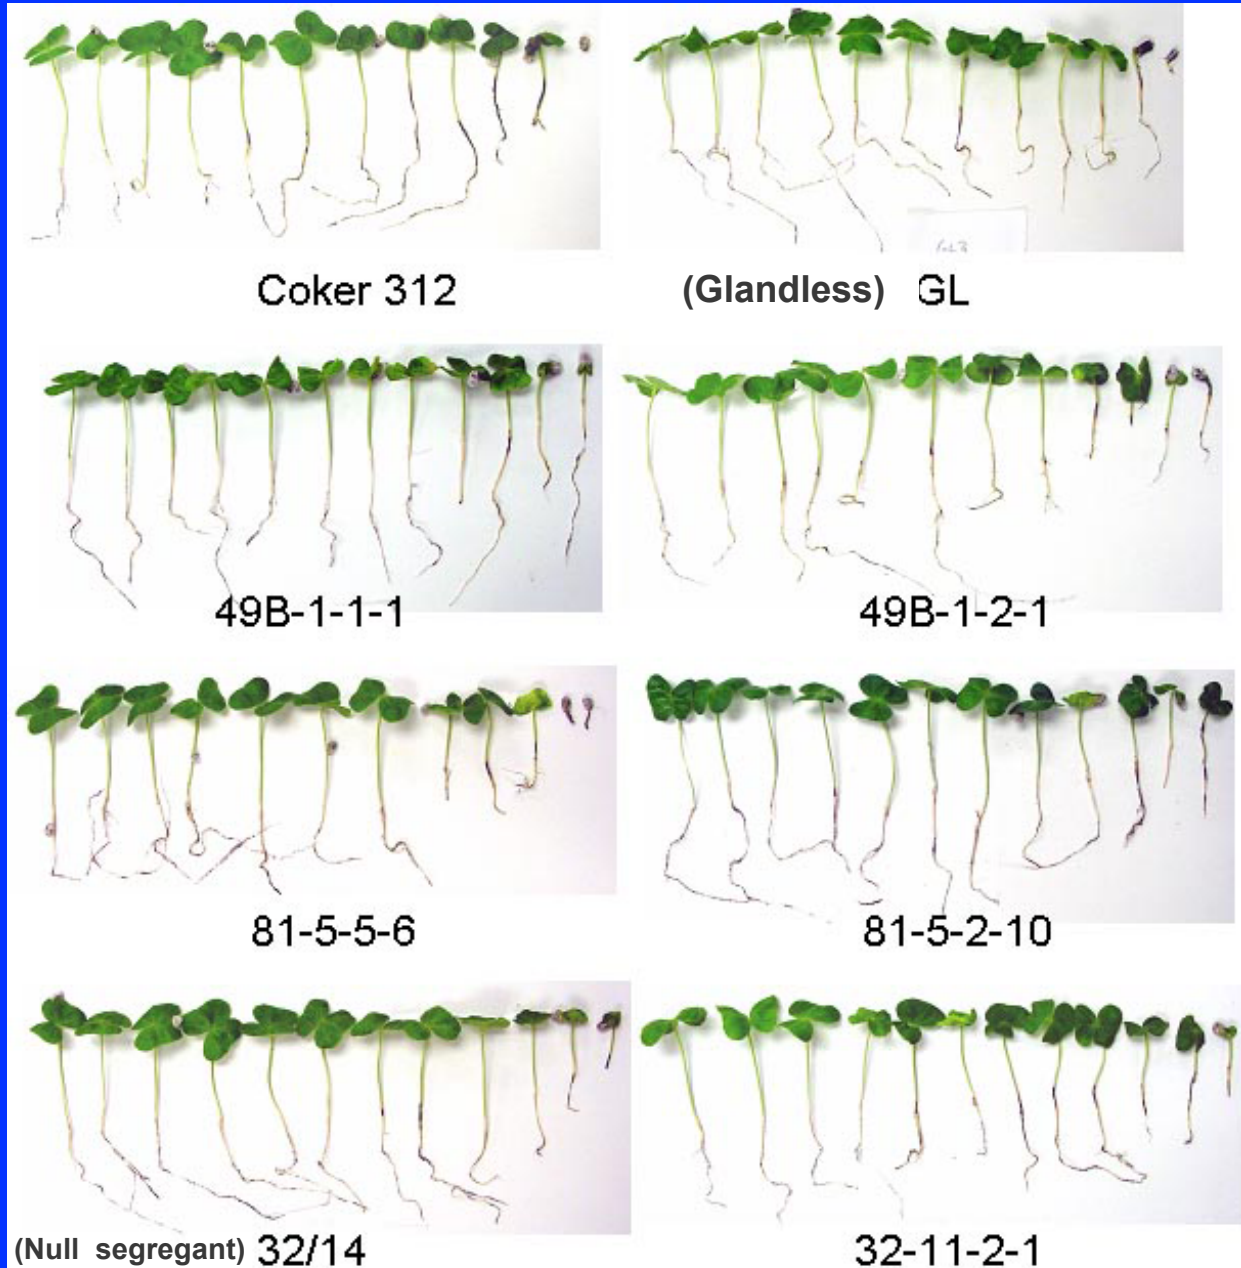 Coker 312
(Glandless) GL
49B-1-1-1
49B-1-2-1
81-5-5-6
81-5-2-10
(Null segregant) 32/14
32-11-2-1